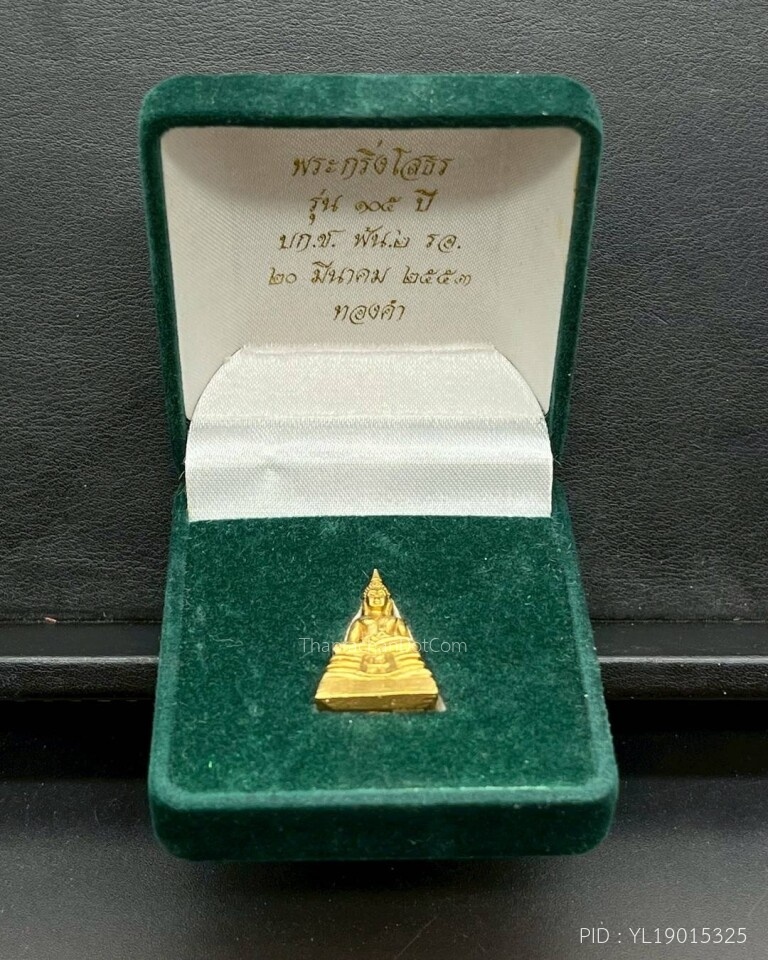 พระกริ่งโสธร
รุ่น ๑๐๕ ปี
บก.ช. พัน.๒ รอ.
๒๐ มีนาคม ๒๕๕๓
ทองคำ
PID : YL19015325